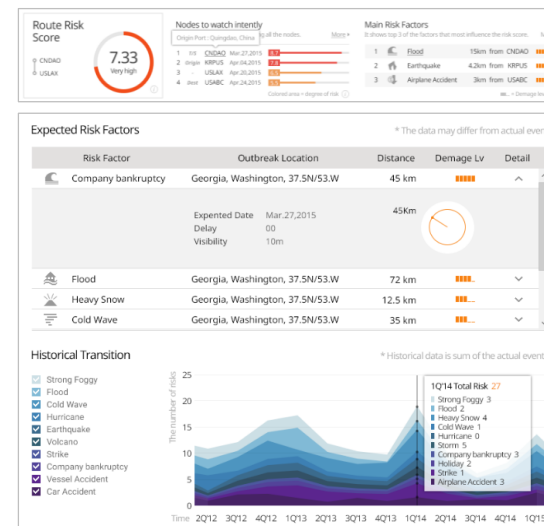 Route Risk
Score
CNDAO
USLAX
7.33
Very high
Nodes to watch intently
Origin Port : Quingdao, China
all the nodes.
More
1 CNDAO Mar.27,2015 8.7
2 Origin KRPUS Apr.04,2015 7.8
3 - USLAX Apr.20,2015
4 USABC Apr.24,2015
Colored area = degree of risk
Main Risk Factors
It shows top 3 of the factors that most influence the risk score.
1 Flood 15km from CNDAO
2 Earthquake 4.2km from KRPUS
3 Airplane Accident 3km from USABC
= Demage lev
Expected Risk Factors
* The data may differ from actual even
Risk Factor Outbreak Location Distance Demage Lv Detail
Company bankruptcy Georgia, Washington, 37.5N/53.W 45 km
Expented Date Mar.27,2015
Delay 00
Visibility 10m
45Km
Flood Georgia, Washington, 37.5N/53.W 72 km
Heavy Snow Georgia, Washington, 37.5N/53.W 12.5 km
Cold Wave Georgia, Washington, 37.5N/53.W 35 km
Historical Transition
* Historical data is sum of the actual event
Strong Foggy
Flood
Cold Wave
Hurricane
Earthquake
Volcano
Strike
Company bankruptcy
Vessel Accident
Car Accident
The number of risks
25
20
15
10
5
0
Time 2Q'12 3Q'12 4Q'12 1Q'13 2Q'13 3Q'13 4Q'13 1Q'14 2Q'14 3Q'14 4Q'14 1Q'15
1Q'14 Total Risk 27
Strong Foggy 3
Flood 2
Heavy Snow 4
Cold Wave 1
Hurricane 0
Storm 5
Company bankruptcy 3
Holiday 2
Strike 1
Airplane Accident 3